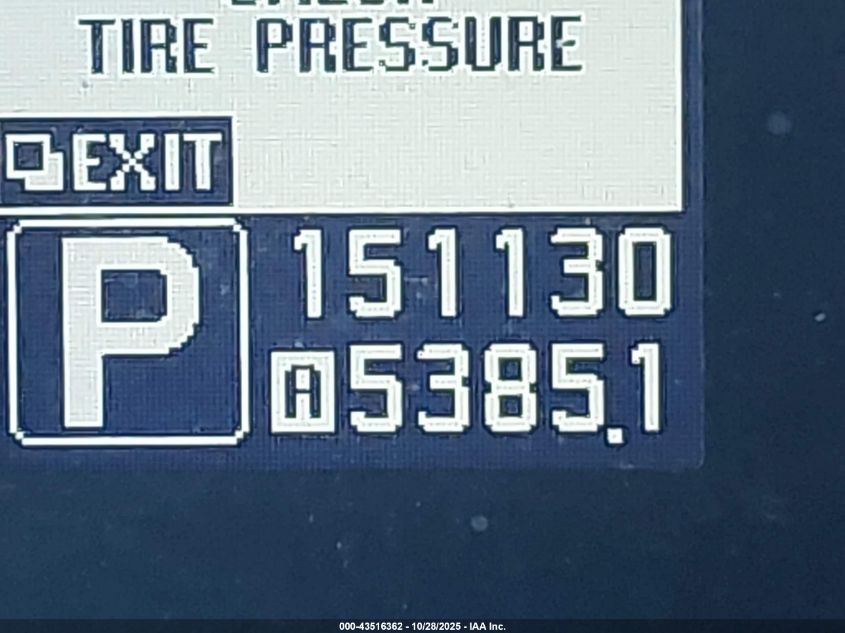 TIRE PRESSURE
EXIT
P 151130
A 5385.1
000-43516362 - 10/28/2025 - IAA Inc.